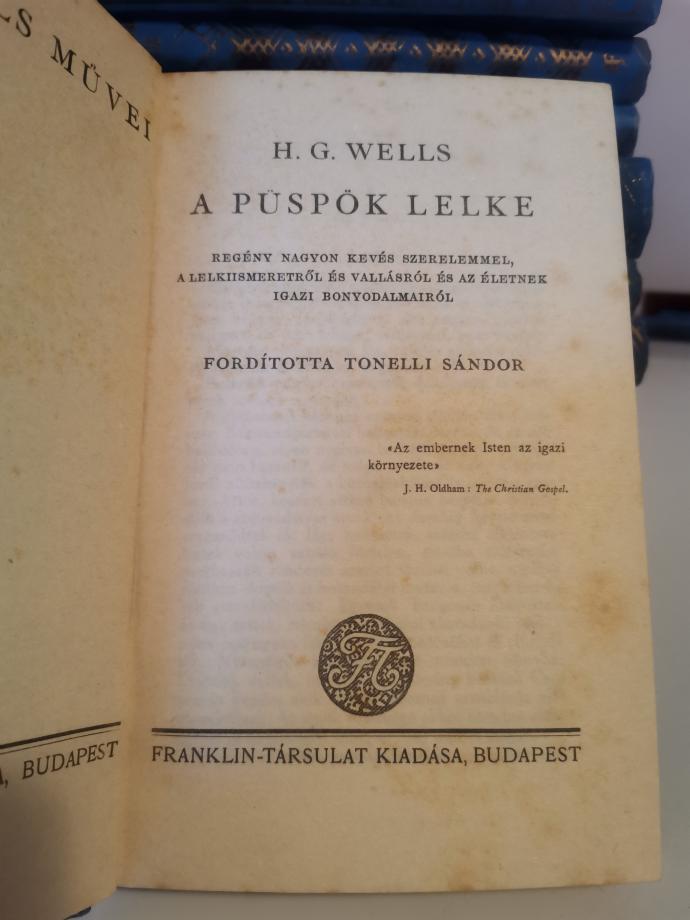 MŰVEI
BUDAPEST
H. G. WELLS
A PÜSPÖK LELKE
REGÉNY NAGYON KEVÉS SZERELEMMEL,
A LELKIISMERETRŐL ÉS VALLÁSRÓL ÉS AZ ÉLETNEK
IGAZI BONYODALMAIRÓL
FORDÍTOTTA TONELLI SÁNDOR
«Az embernek Isten az igazi
környezete»
J. H. Oldham: The Christian Gospel.
FT
FRANKLIN-TÁRSULAT KIADÁSA, BUDAPEST